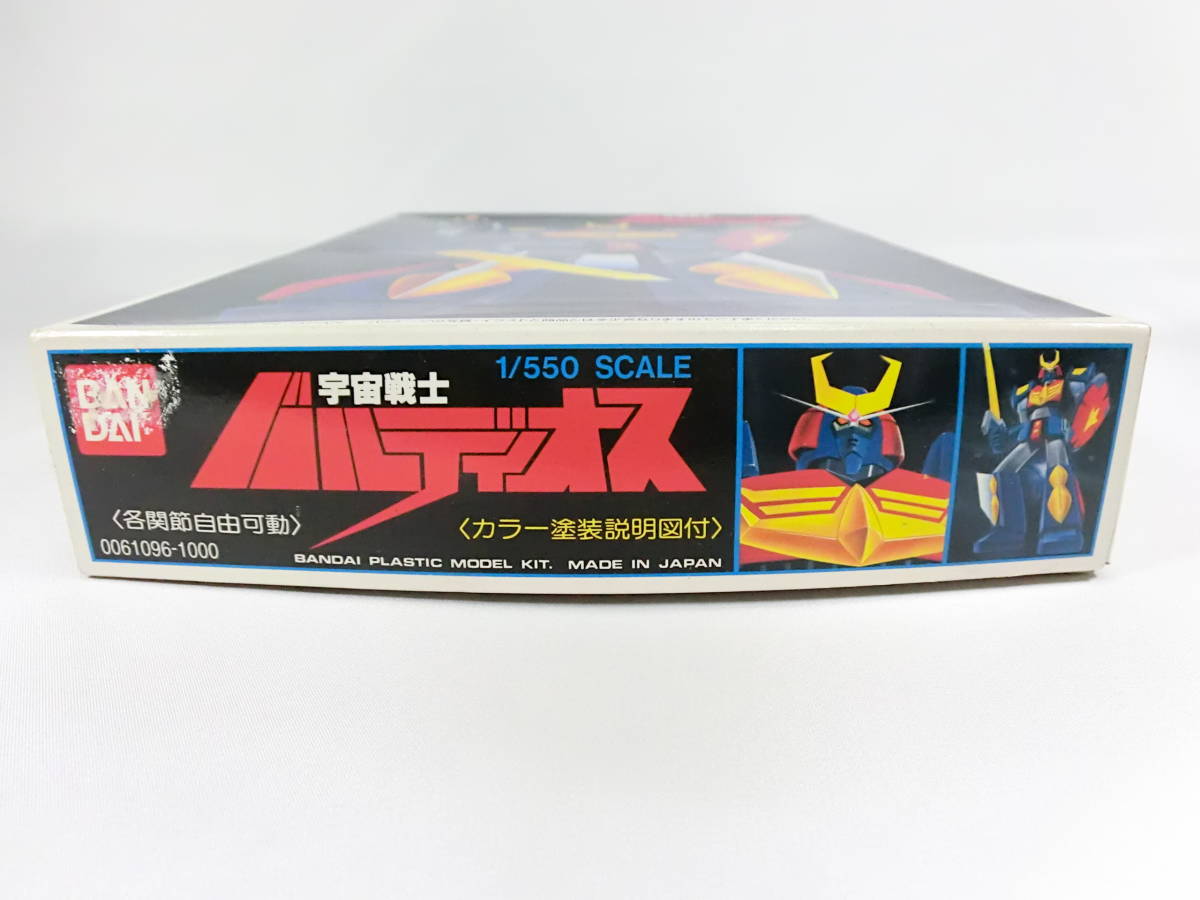 BAN
DAI
1/550 SCALE
宇宙戦士
バルディオス
〈各関節自由可動〉
〈カラー塗装説明図付〉
0061096-1000
BANDAI PLASTIC MODEL KIT. MADE IN JAPAN